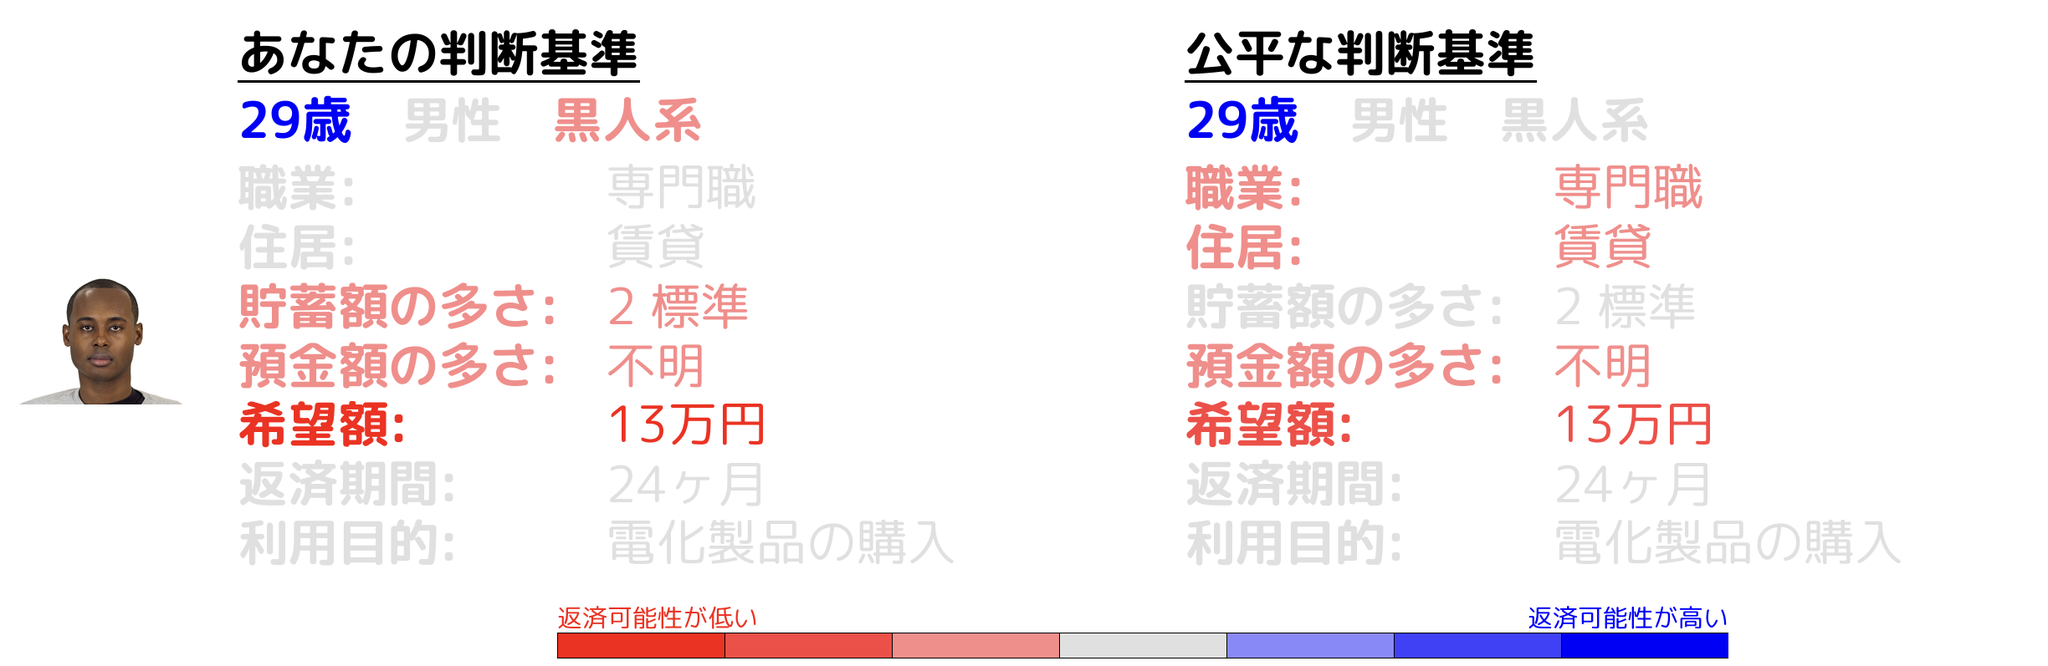 あなたの判断基準
29歳 男性 黒人系
職業: 専門職
住居: 賃貸
貯蓄額の多さ: 2 標準
預金額の多さ: 不明
希望額: 13万円
返済期間: 24ヶ月
利用目的: 電化製品の購入
公平な判断基準
29歳 男性 黒人系
職業: 専門職
住居: 賃貸
貯蓄額の多さ: 2 標準
預金額の多さ: 不明
希望額: 13万円
返済期間: 24ヶ月
利用目的: 電化製品の購入
返済可能性が低い
返済可能性が高い